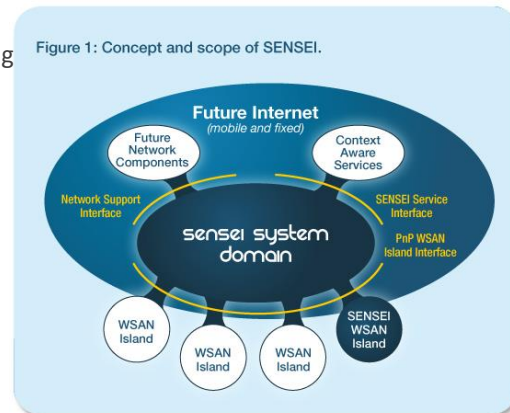 g
Figure 1: Concept and scope of SENSEI.
Future Internet
(mobile and fixed)
Future
Network
Components
Context
Aware
Services
Network Support
Interface
SENSEI Service
Interface
sensei system
domain
PnP WSAN
Island Interface
WSAN
Island
WSAN
Island
WSAN
Island
SENSEI
WSAN
Island